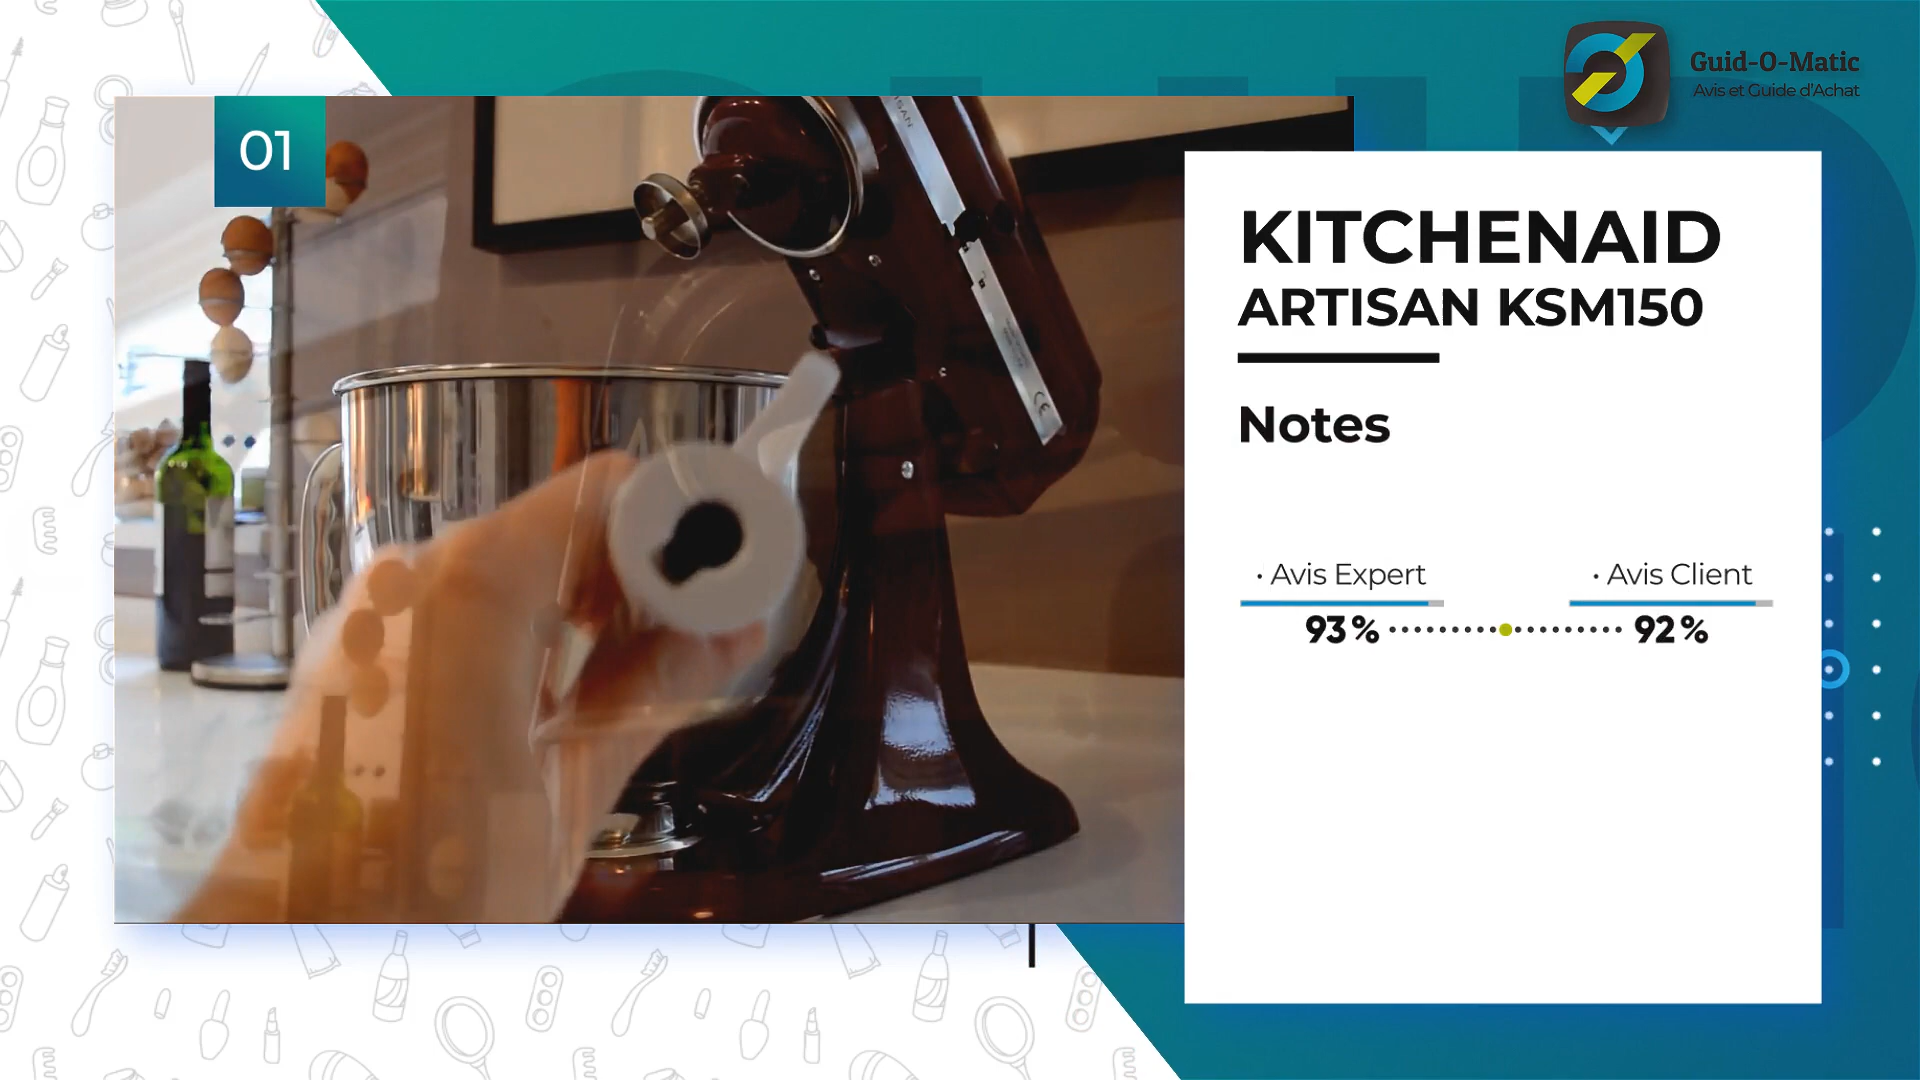 01
Guid-O-Matic
Avis et Guide d'Achat
KITCHENAID
ARTISAN KSM150
Notes
· Avis Expert
· Avis Client
93%
92%